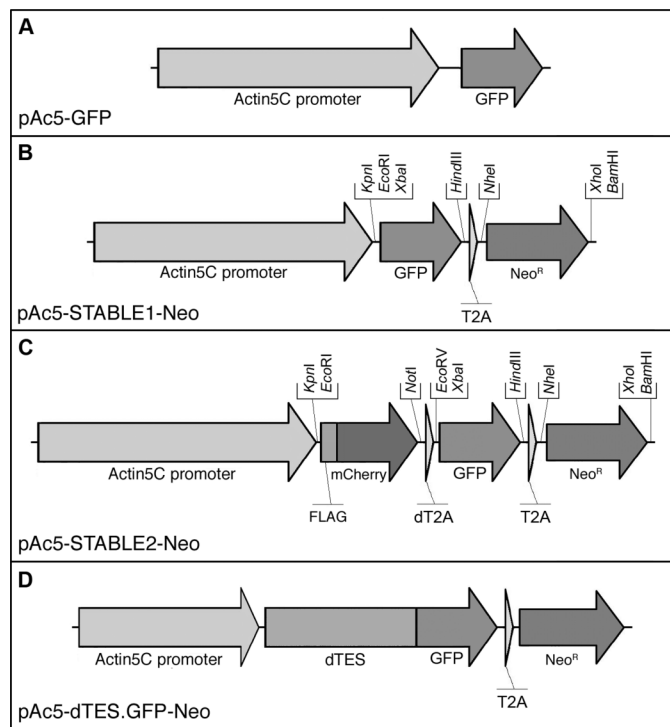 A
Actin5C promoter
GFP
pAc5-GFP
B
KpnI
EcoRI
XbaI
HindIII
NheI
XhoI
BamHI
Actin5C promoter
GFP
Neoᴿ
T2A
pAc5-STABLE1-Neo
C
KpnI
EcoRI
NotI
EcoRV
XbaI
HindIII
NheI
XhoI
BamHI
Actin5C promoter
mCherry
GFP
Neoᴿ
FLAG
dT2A
T2A
pAc5-STABLE2-Neo
D
Actin5C promoter
dTES
GFP
Neoᴿ
T2A
pAc5-dTES.GFP-Neo